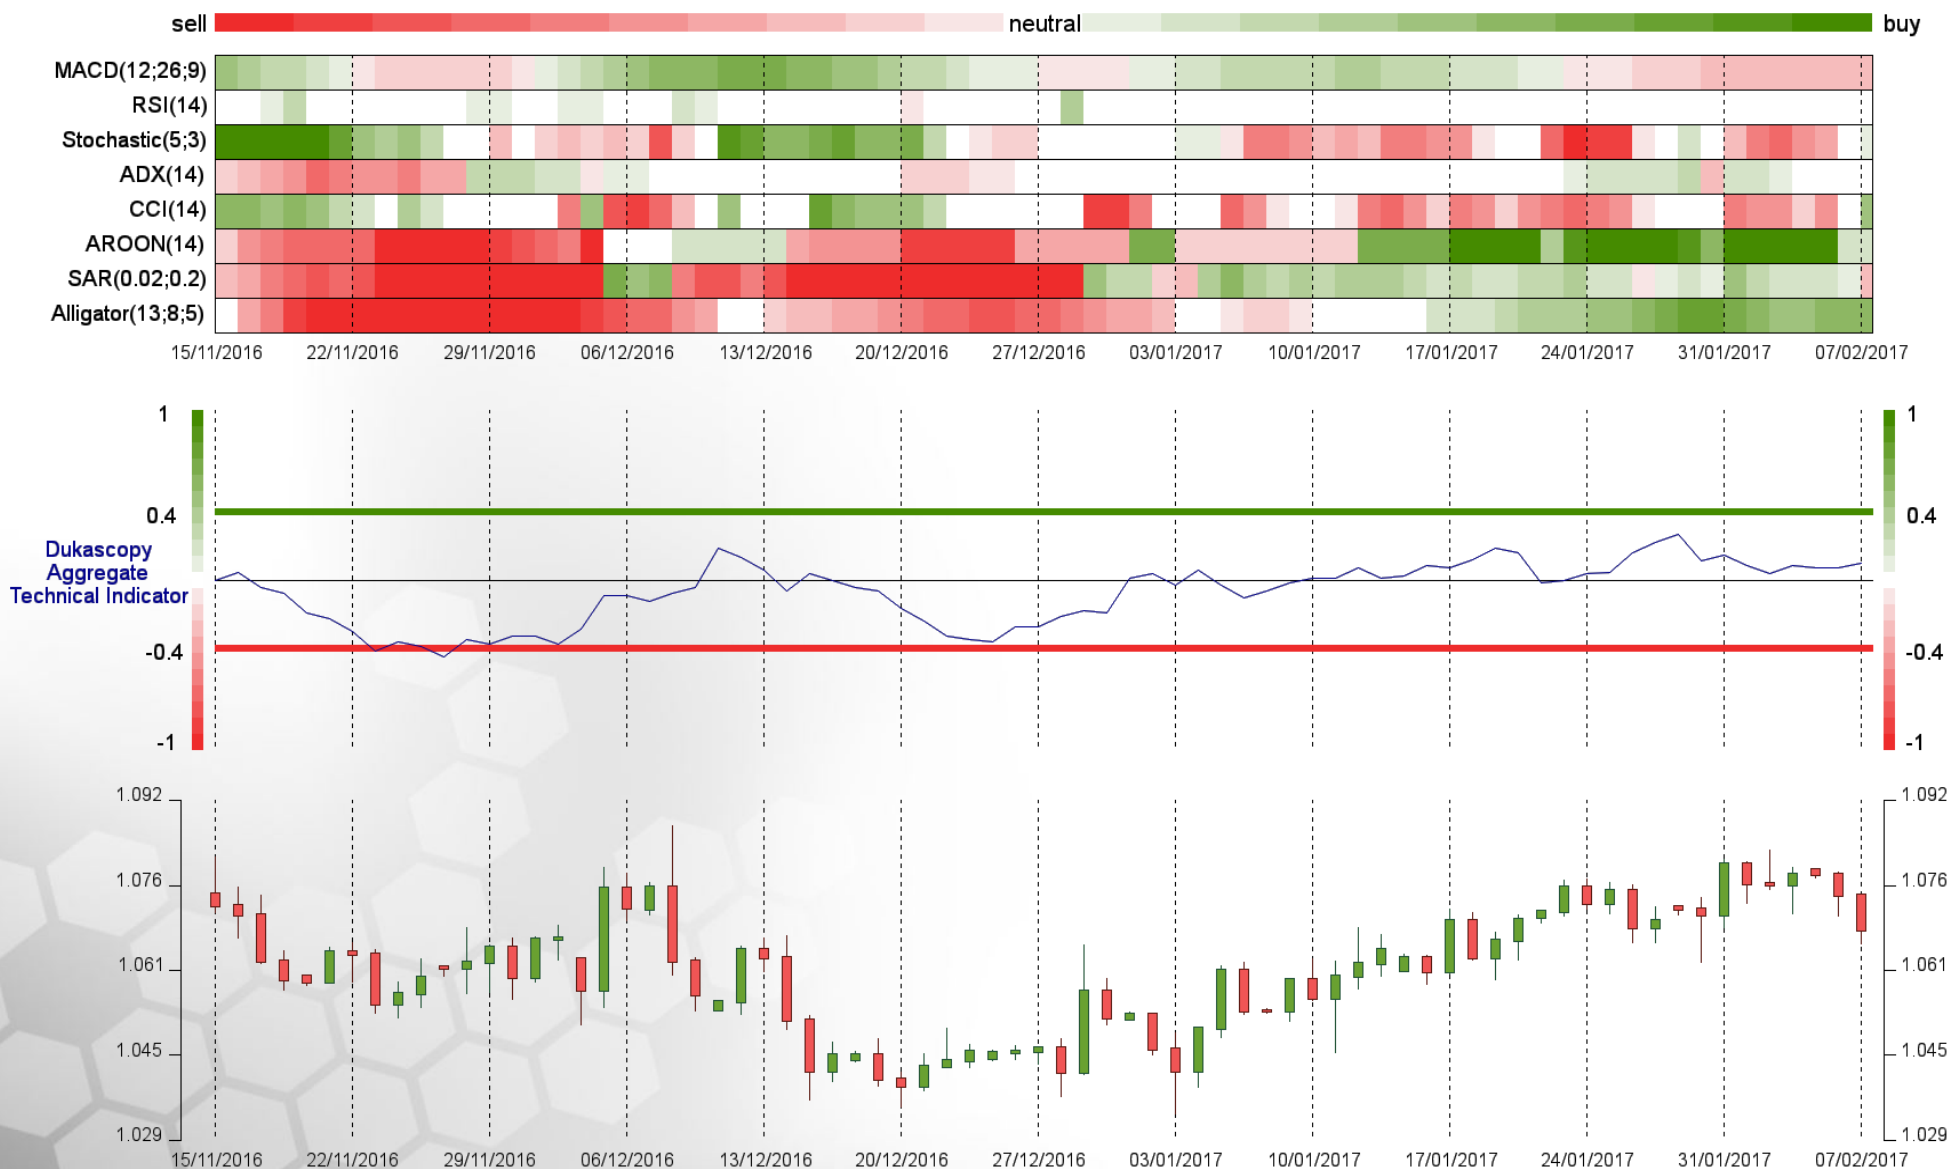 sell neutral buy
MACD(12;26;9)
RSI(14)
Stochastic(5;3)
ADX(14)
CCI(14)
AROON(14)
SAR(0.02;0.2)
Alligator(13;8;5)
15/11/2016 22/11/2016 29/11/2016 06/12/2016 13/12/2016 20/12/2016 27/12/2016 03/01/2017 10/01/2017 17/01/2017 24/01/2017 31/01/2017 07/02/2017
1 1
0.4 0.4
Dukascopy
Aggregate
Technical Indicator
-0.4 -0.4
-1 -1
1.092 1.092
1.076 1.076
1.061 1.061
1.045 1.045
1.029 1.029
15/11/2016 22/11/2016 29/11/2016 06/12/2016 13/12/2016 20/12/2016 27/12/2016 03/01/2017 10/01/2017 17/01/2017 24/01/2017 31/01/2017 07/02/2017